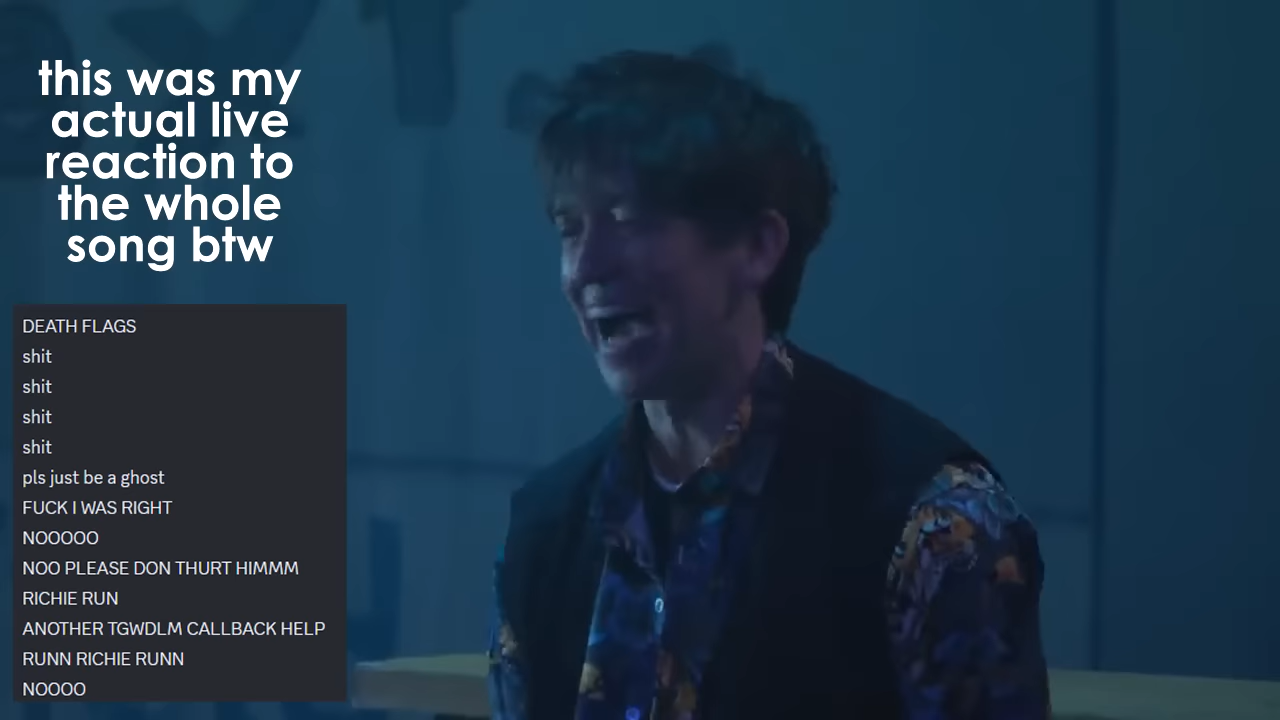 this was my
actual live
reaction to
the whole
song btw
DEATH FLAGS
shit
shit
shit
shit
pls just be a ghost
FUCK I WAS RIGHT
NOOOOO
NOO PLEASE DON THURT HIMMM
RICHIE RUN
ANOTHER TGWDLM CALLBACK HELP
RUNN RICHIE RUNN
NOOOO